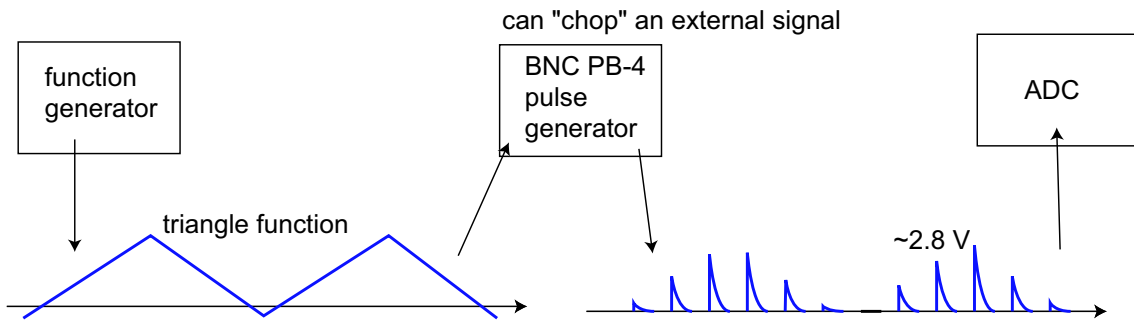 can "chop" an external signal
function
generator
BNC PB-4
pulse
generator
ADC
triangle function
~2.8 V